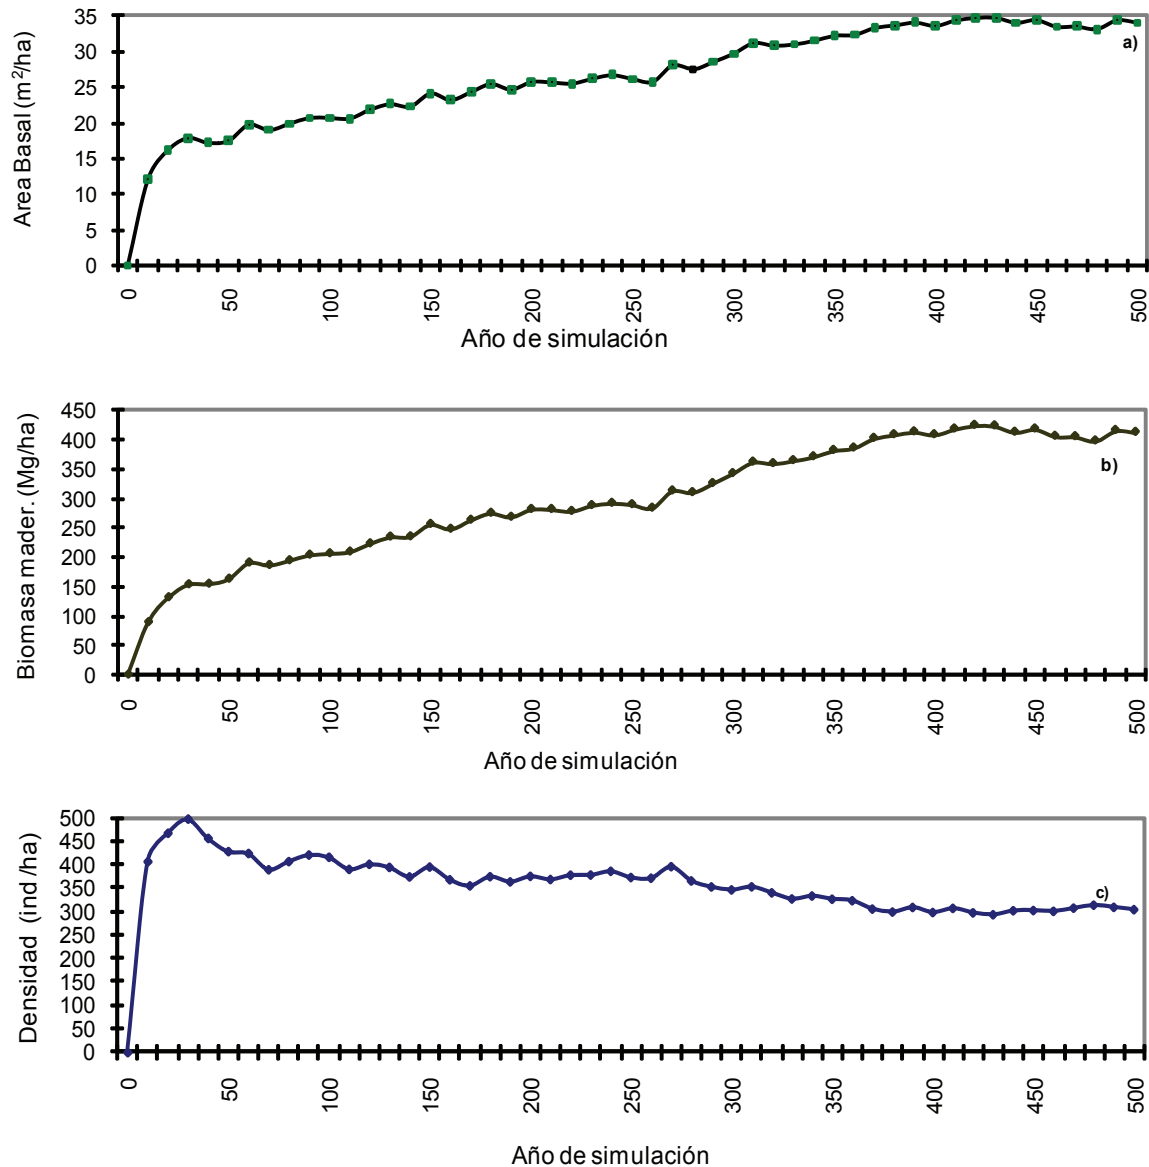 Area Basal (m²/ha)
35
30
25
20
15
10
5
0
a)
0 50 100 150 200 250 300 350 400 450 500
Año de simulación
Biomasa mader. (Mg/ha)
450
400
350
300
250
200
150
100
50
0
b)
0 50 100 150 200 250 300 350 400 450 500
Año de simulación
Densidad (ind /ha)
500
450
400
350
300
250
200
150
100
50
0
c)
0 50 100 150 200 250 300 350 400 450 500
Año de simulación